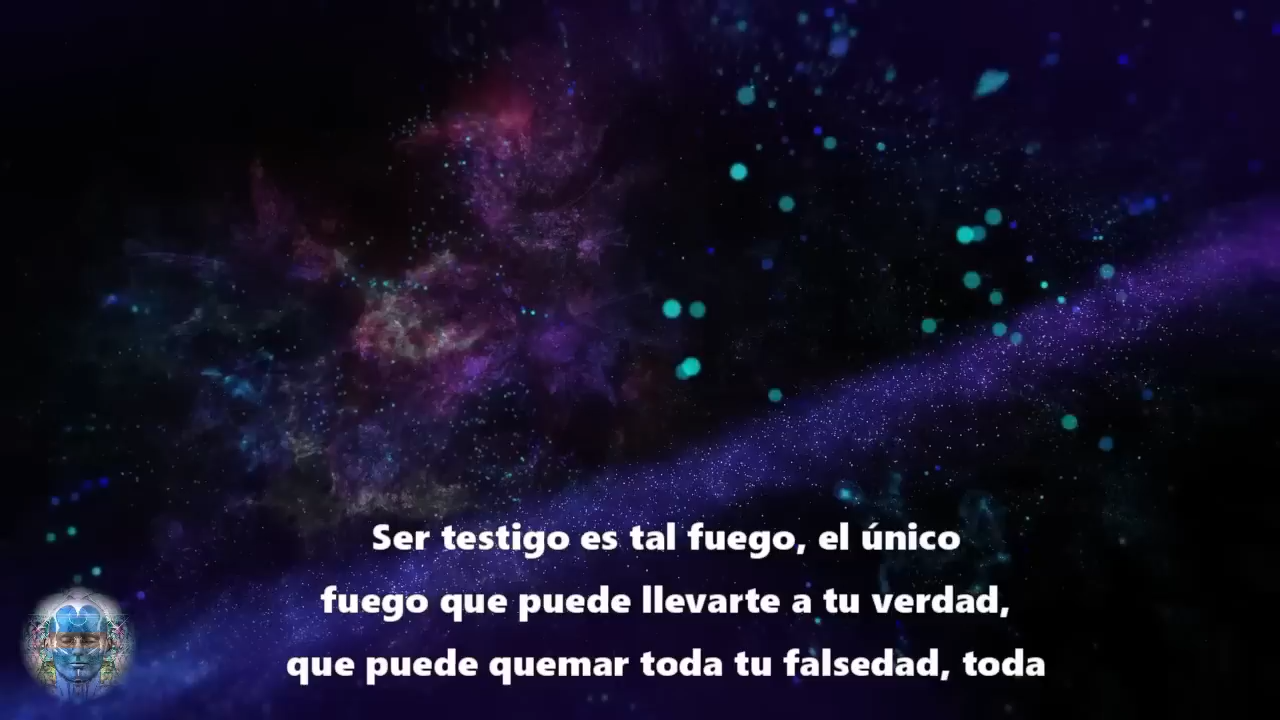 Ser testigo es tal fuego, el único
fuego que puede llevarte a tu verdad,
que puede quemar toda tu falsedad, toda